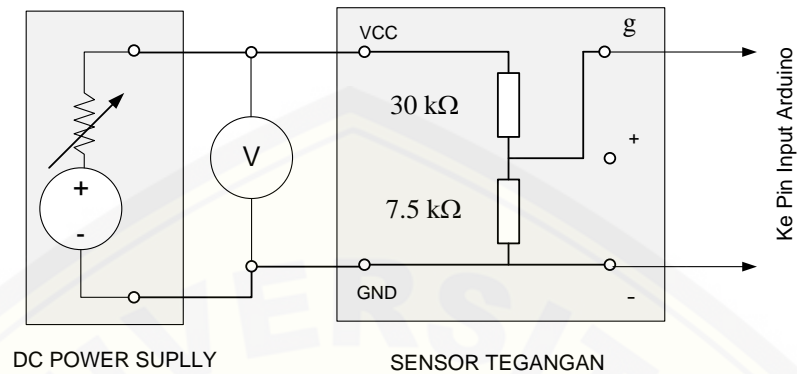 VCC
g
30 kΩ
+
V
+
-
7.5 kΩ
GND
-
Ke Pin Input Arduino
DC POWER SUPLLY
SENSOR TEGANGAN